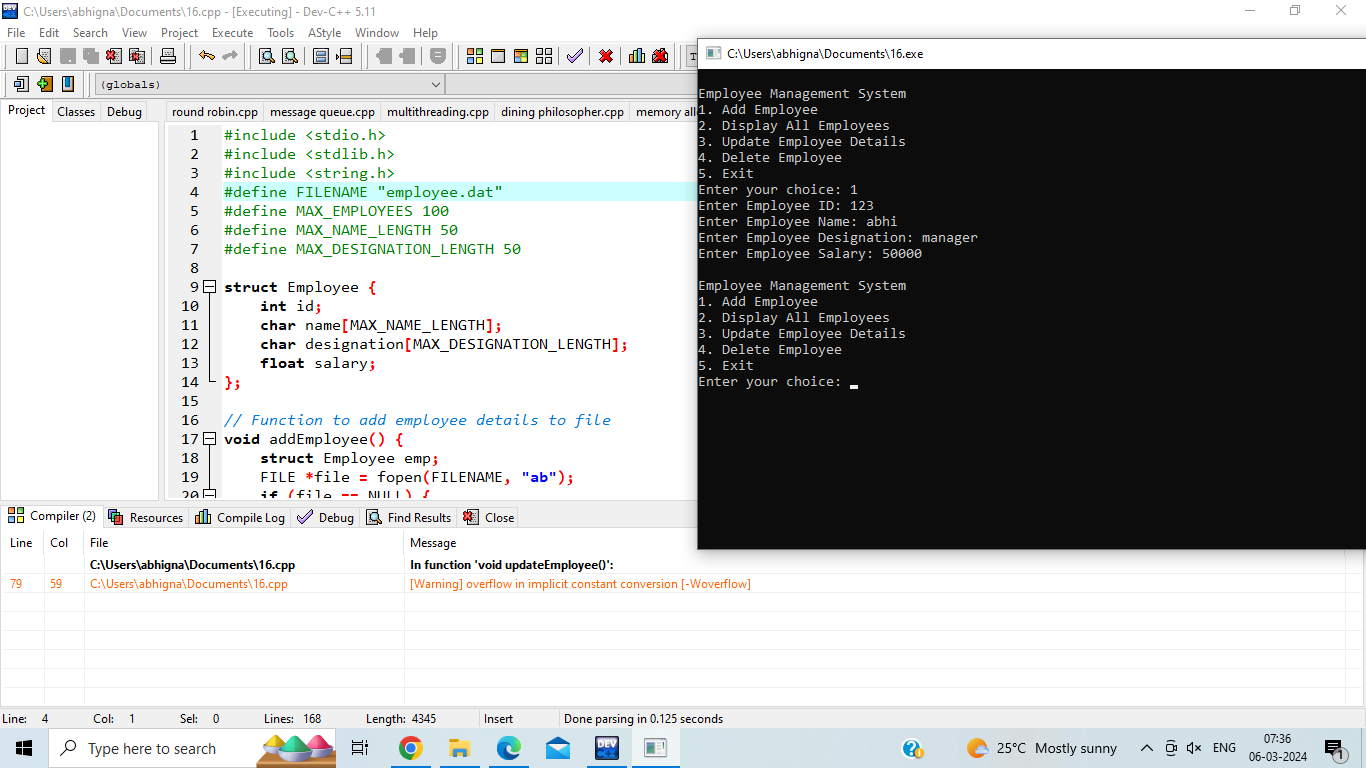 C:\Users\abhigna\Documents\16.cpp - [Executing] - Dev-C++ 5.11
File Edit Search View Project Execute Tools AStyle Window Help
(globals)
Project Classes Debug
round robin.cpp message queue.cpp multithreading.cpp dining philosopher.cpp memory all
1 #include <stdio.h>
2 #include <stdlib.h>
3 #include <string.h>
4 #define FILENAME "employee.dat"
5 #define MAX_EMPLOYEES 100
6 #define MAX_NAME_LENGTH 50
7 #define MAX_DESIGNATION_LENGTH 50
8
9 struct Employee {
10 int id;
11 char name[MAX_NAME_LENGTH];
12 char designation[MAX_DESIGNATION_LENGTH];
13 float salary;
14 };
15
16 // Function to add employee details to file
17 void addEmployee() {
18 struct Employee emp;
19 FILE *file = fopen(FILENAME, "ab");
20 if (file == NULL) {
C:\Users\abhigna\Documents\16.exe
Employee Management System
1. Add Employee
2. Display All Employees
3. Update Employee Details
4. Delete Employee
5. Exit
Enter your choice: 1
Enter Employee ID: 123
Enter Employee Name: abhi
Enter Employee Designation: manager
Enter Employee Salary: 50000
Employee Management System
1. Add Employee
2. Display All Employees
3. Update Employee Details
4. Delete Employee
5. Exit
Enter your choice:
Compiler (2) Resources Compile Log Debug Find Results Close
Line Col File Message
C:\Users\abhigna\Documents\16.cpp In function 'void updateEmployee()':
79 59 C:\Users\abhigna\Documents\16.cpp [Warning] overflow in implicit constant conversion [-Woverflow]
Line: 4 Col: 1 Sel: 0 Lines: 168 Length: 4345 Insert Done parsing in 0.125 seconds
Type here to search
DEV
25°C Mostly sunny
ENG
07:36
06-03-2024
1